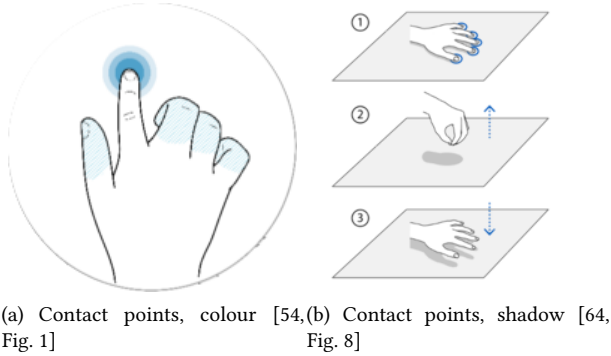 1
2
3
(a) Contact points, colour [54, Fig. 1]
(b) Contact points, shadow [64, Fig. 8]